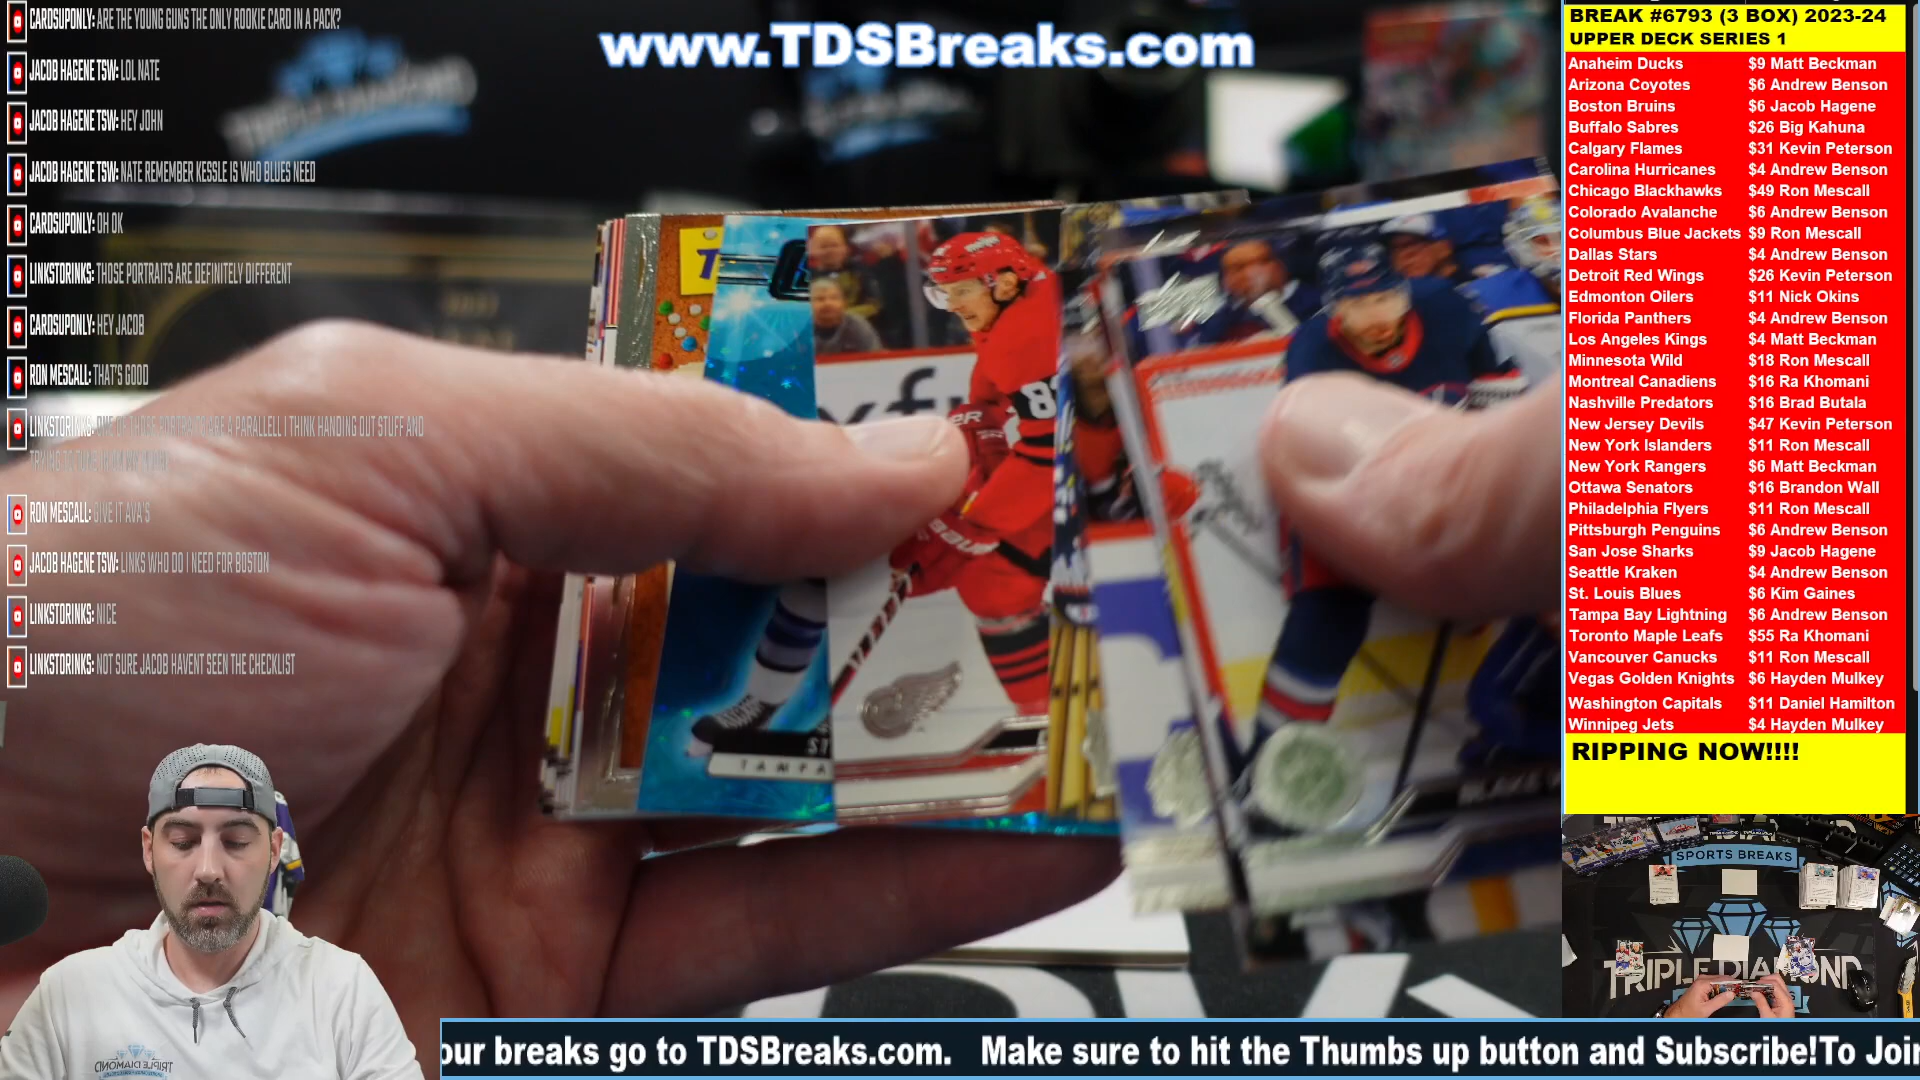 www.TDSBreaks.com
CARDSUPONLY: ARE THE YOUNG GUNS THE ONLY ROOKIE CARD IN A PACK?
JACOB HAGENE TSW: LOL NATE
JACOB HAGENE TSW: HEY JOHN
JACOB HAGENE TSW: NATE REMEMBER KESSLE IS WHO BLUES NEED
CARDSUPONLY: OH OK
LINKSTORINKS: THOSE PORTRAITS ARE DEFINITELY DIFFERENT
CARDSUPONLY: HEY JACOB
RON MESCALL: THAT'S GOOD
LINKSTORINKS: ONE OF THOSE PORTRAITS ARE A PARALLELL I THINK HANDING OUT STUFF AND
RON MESCALL: GIVE IT AVA'S
JACOB HAGENE TSW: LINKS WHO DO I NEED FOR BOSTON
LINKSTORINKS: NICE
LINKSTORINKS: NOT SURE JACOB HAVENT SEEN THE CHECKLIST
TRIPLE DIAMOND
TAMPA
BLAKE
BREAK #6793 (3 BOX) 2023-24
UPPER DECK SERIES 1
Anaheim Ducks $9 Matt Beckman
Arizona Coyotes $6 Andrew Benson
Boston Bruins $6 Jacob Hagene
Buffalo Sabres $26 Big Kahuna
Calgary Flames $31 Kevin Peterson
Carolina Hurricanes $4 Andrew Benson
Chicago Blackhawks $49 Ron Mescall
Colorado Avalanche $6 Andrew Benson
Columbus Blue Jackets $9 Ron Mescall
Dallas Stars $4 Andrew Benson
Detroit Red Wings $26 Kevin Peterson
Edmonton Oilers $11 Nick Okins
Florida Panthers $4 Andrew Benson
Los Angeles Kings $4 Matt Beckman
Minnesota Wild $18 Ron Mescall
Montreal Canadiens $16 Ra Khomani
Nashville Predators $16 Brad Butala
New Jersey Devils $47 Kevin Peterson
New York Islanders $11 Ron Mescall
New York Rangers $6 Matt Beckman
Ottawa Senators $16 Brandon Wall
Philadelphia Flyers $11 Ron Mescall
Pittsburgh Penguins $6 Andrew Benson
San Jose Sharks $9 Jacob Hagene
Seattle Kraken $4 Andrew Benson
St. Louis Blues $6 Kim Gaines
Tampa Bay Lightning $6 Andrew Benson
Toronto Maple Leafs $55 Ra Khomani
Vancouver Canucks $11 Ron Mescall
Vegas Golden Knights $6 Hayden Mulkey
Washington Capitals $11 Daniel Hamilton
Winnipeg Jets $4 Hayden Mulkey
RIPPING NOW!!!!
SPORTS BREAKS
TRIPLE DIAMOND
TRIPLE DIAMOND
our breaks go to TDSBreaks.com. Make sure to hit the Thumbs up button and Subscribe!To Join